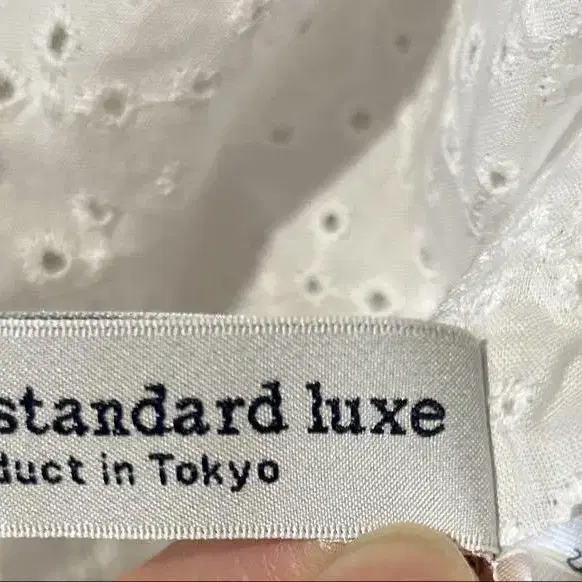 standard luxe
duct in Tokyo